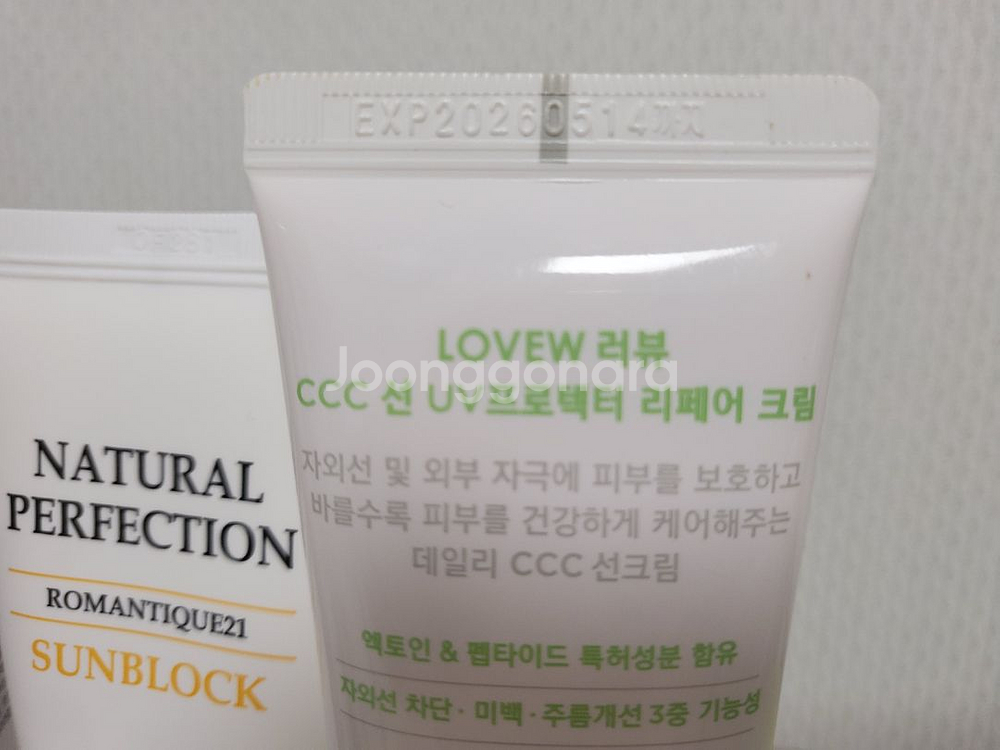 EXP20260514까지
LOVEW 러뷰
CCC 선 UV프로텍터 리페어 크림
자외선 및 외부 자극에 피부를 보호하고
바를수록 피부를 건강하게 케어해주는
데일리 CCC 선크림
엑토인 & 펩타이드 특허성분 함유
자외선 차단 · 미백 · 주름개선 3중 기능성
Joonggonara
NATURAL
PERFECTION
ROMANTIQUE21
SUNBLOCK